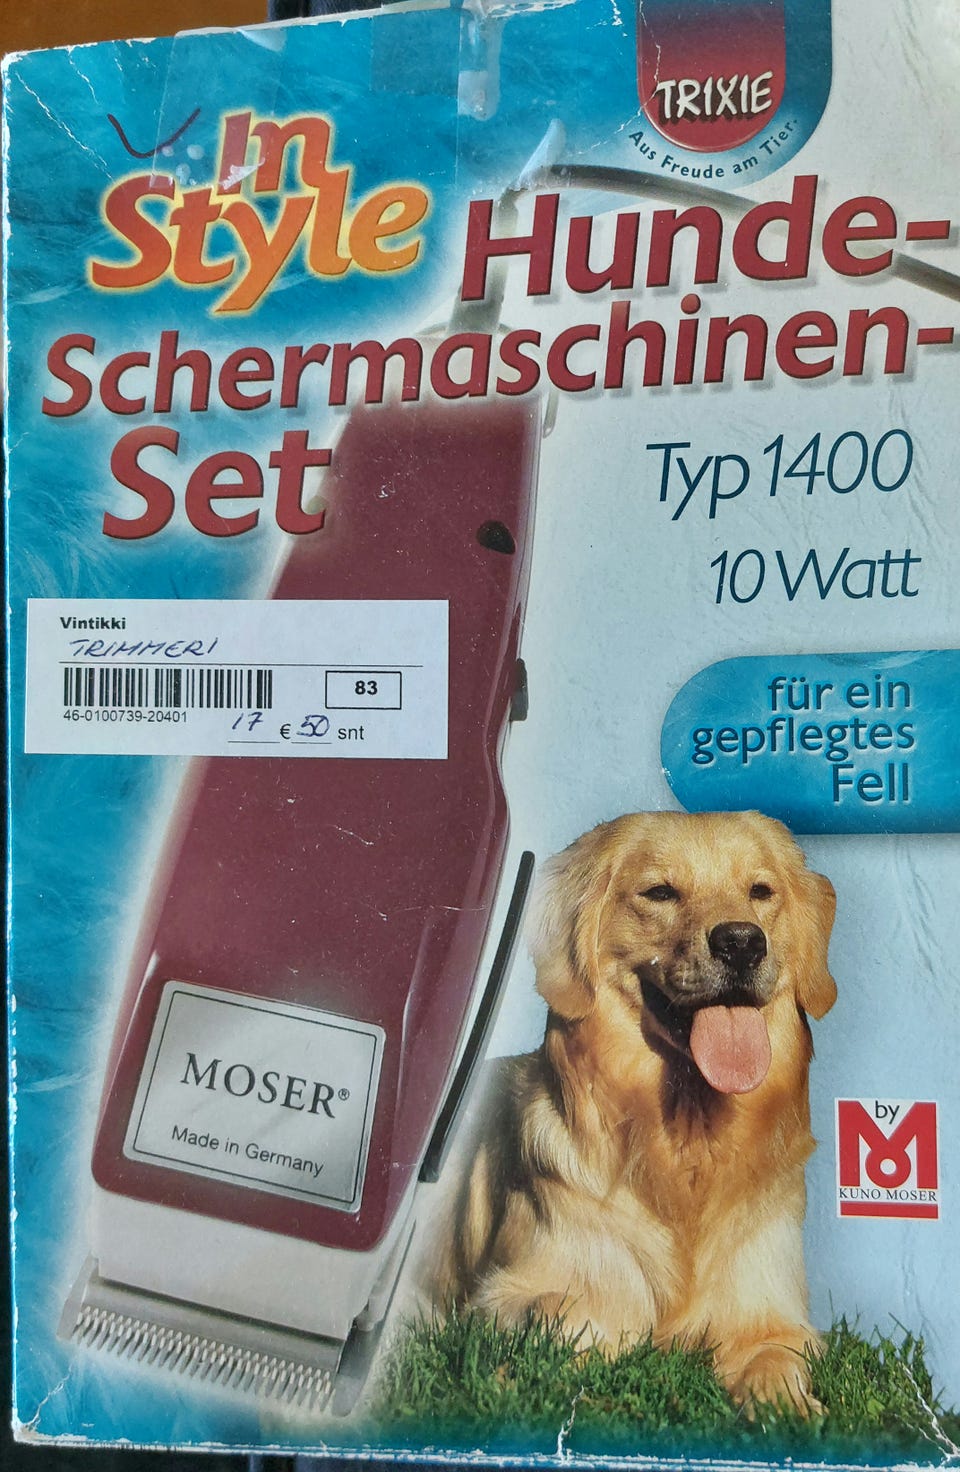 TRIXIE
Aus Freude am Tier.
In
Style
Hunde-
Schermaschinen-
Set
Typ 1400
10 Watt
Vintikki
TRIMMERI
83
46-0100739-20401
17 € 50 snt
für ein
gepflegtes
Fell
MOSER®
Made in Germany
by
M
KUNO MOSER